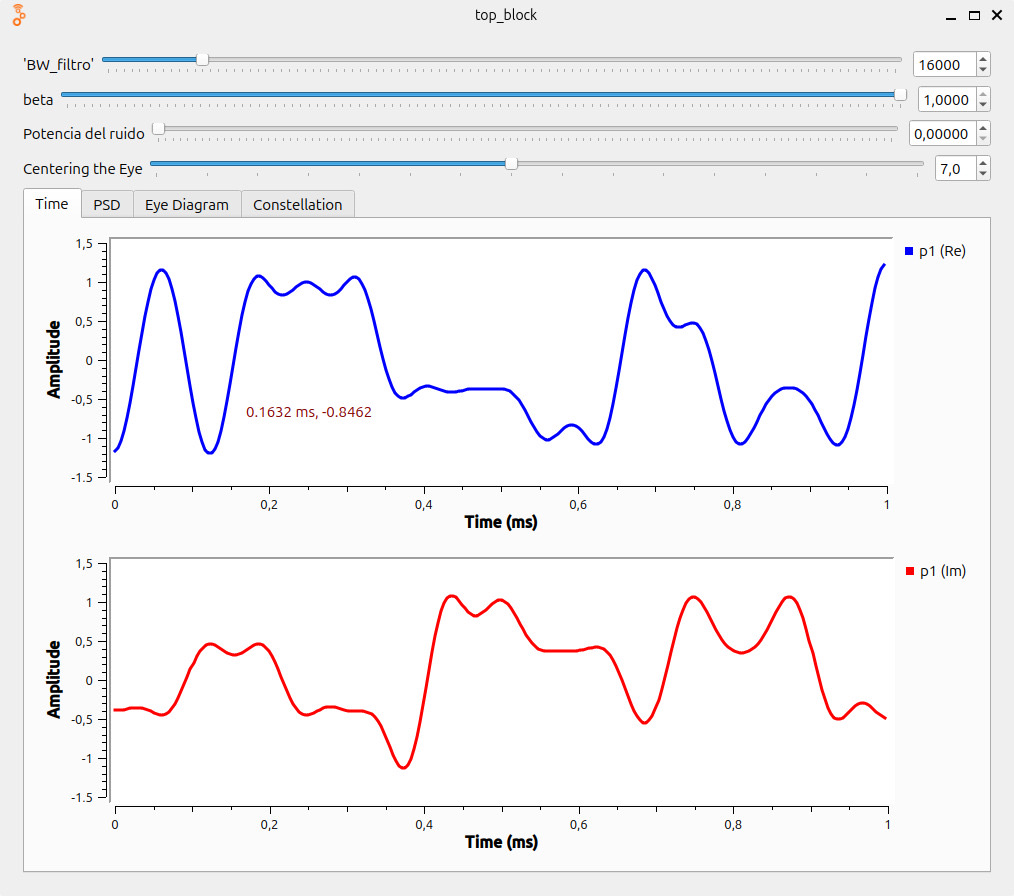 top_block
'BW_filtro' 16000
beta 1,0000
Potencia del ruido 0,00000
Centering the Eye 7,0
Time PSD Eye Diagram Constellation
1,5
1
0,5
0
-0,5
-1
-1.5
Amplitude
p1 (Re)
0.1632 ms, -0.8462
0 0,2 0,4 0,6 0,8 1
Time (ms)
1,5
1
0,5
0
-0,5
-1
-1.5
Amplitude
p1 (Im)
0 0,2 0,4 0,6 0,8 1
Time (ms)